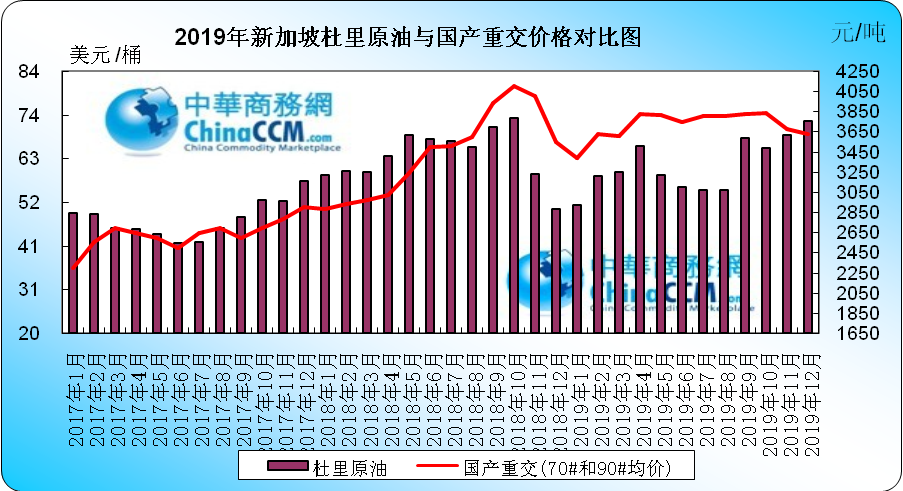 2019年新加坡杜里原油与国产重交价格对比图
元/吨
美元 /桶
84
74
63
52
41
31
20
4250
4050
3850
3650
3450
3250
3050
2850
2650
2450
2250
2050
1850
1650
中華商務網
ChinaCCM.com
China Commodity Marketplace
中華商務網
ChinaCCM.com
China Commodity Marketplace
2017年1月
2017年2月
2017年3月
2017年4月
2017年5月
2017年6月
2017年7月
2017年8月
2017年9月
2017年10月
2017年11月
2017年12月
2018年1月
2018年2月
2018年3月
2018年4月
2018年5月
2018年6月
2018年7月
2018年8月
2018年9月
2018年10月
2018年11月
2018年12月
2019年1月
2019年2月
2019年3月
2019年4月
2019年5月
2019年6月
2019年7月
2019年8月
2019年9月
2019年10月
2019年11月
2019年12月
杜里原油
国产重交(70#和90#均价)